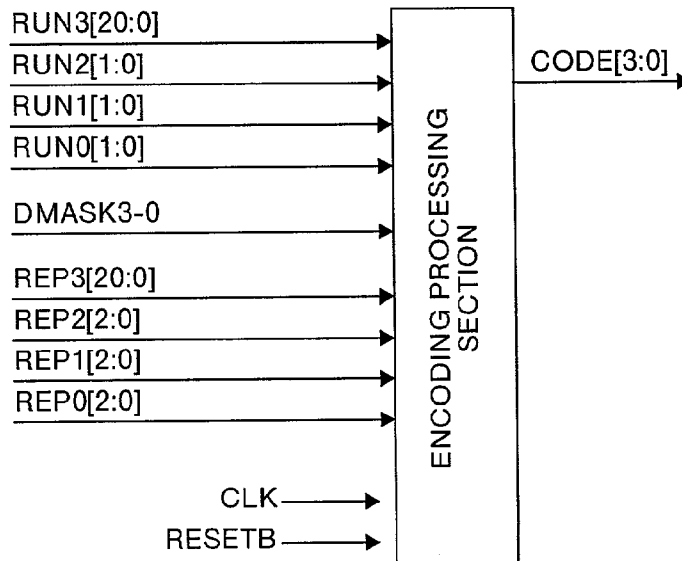 RUN3[20:0]
RUN2[1:0]
RUN1[1:0]
RUN0[1:0]
DMASK3-0
REP3[20:0]
REP2[2:0]
REP1[2:0]
REP0[2:0]
CLK
RESETB
ENCODING PROCESSING
SECTION
CODE[3:0]